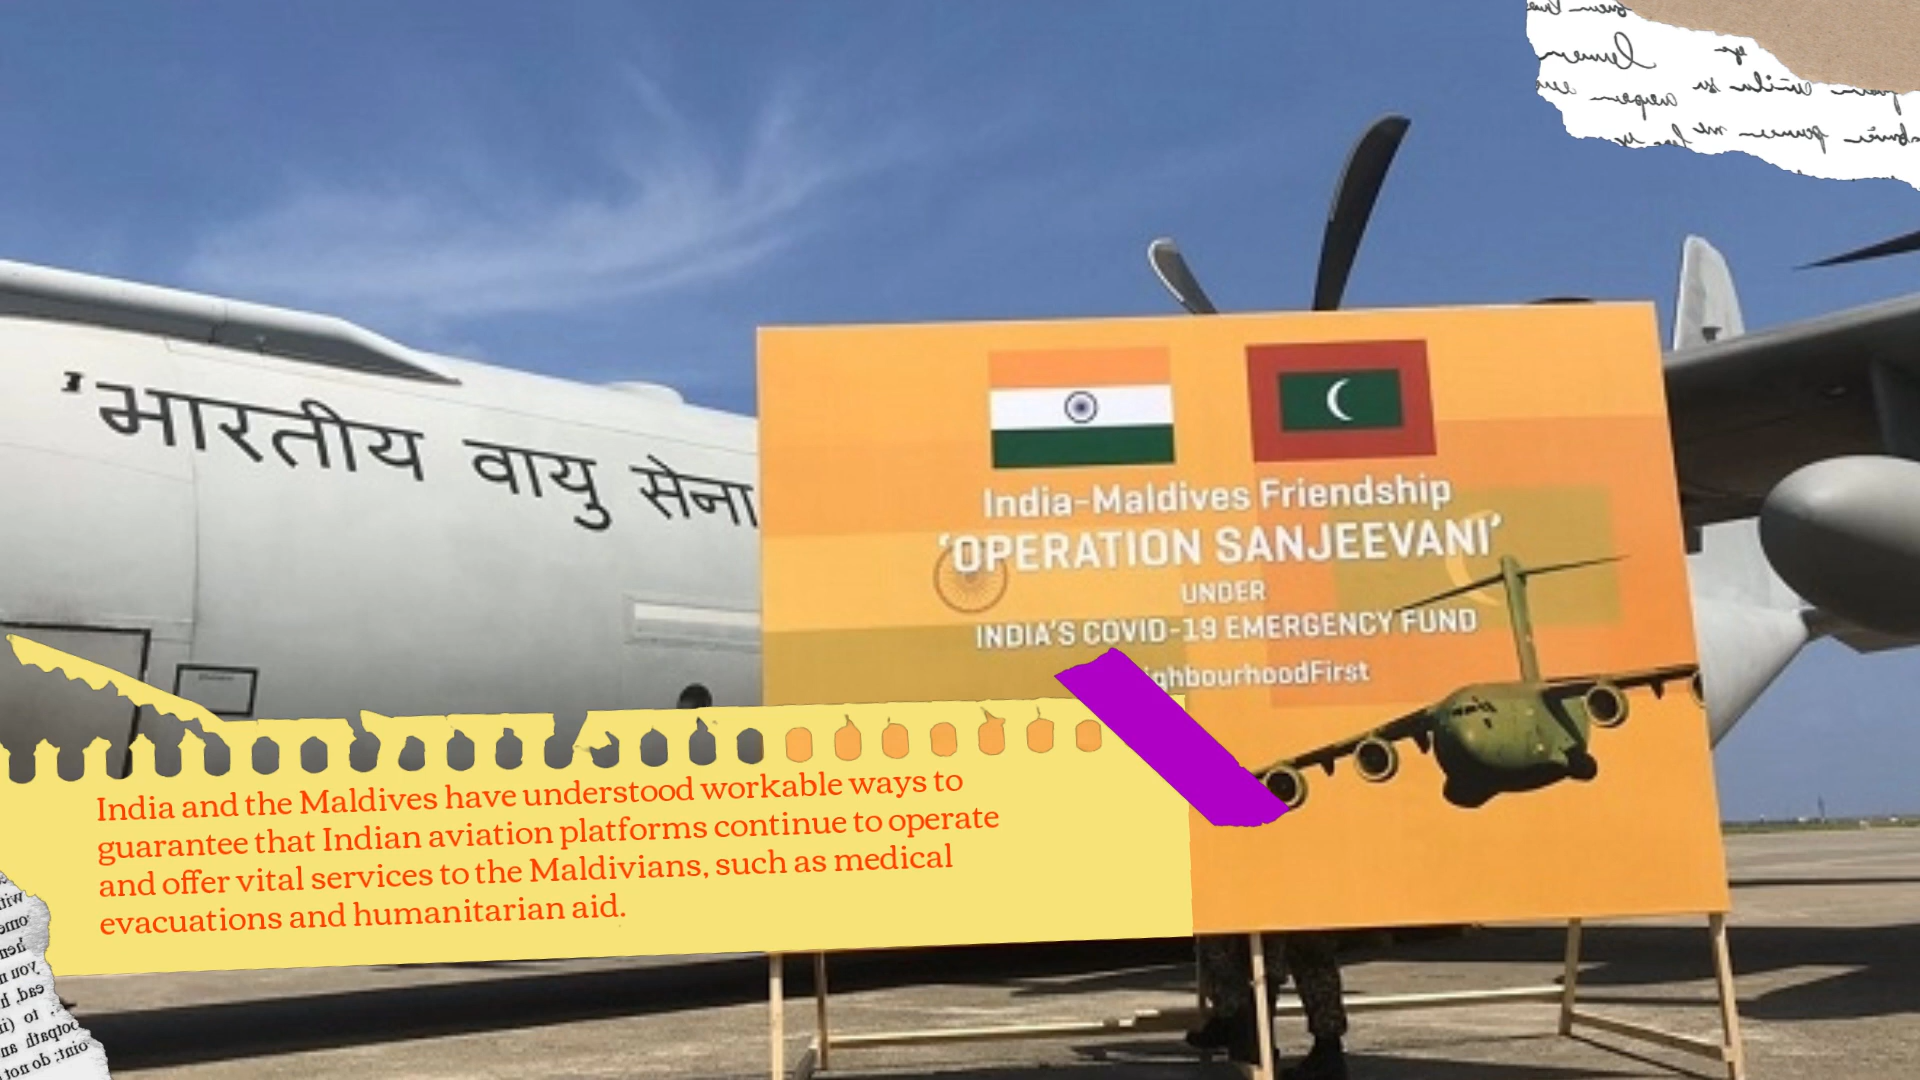 'भारतीय वायु सेना
India-Maldives Friendship
'OPERATION SANJEEVANI'
UNDER
INDIA'S COVID-19 EMERGENCY FUND
India and the Maldives have understood workable ways to
guarantee that Indian aviation platforms continue to operate
and offer vital services to the Maldivians, such as medical
evacuations and humanitarian aid.